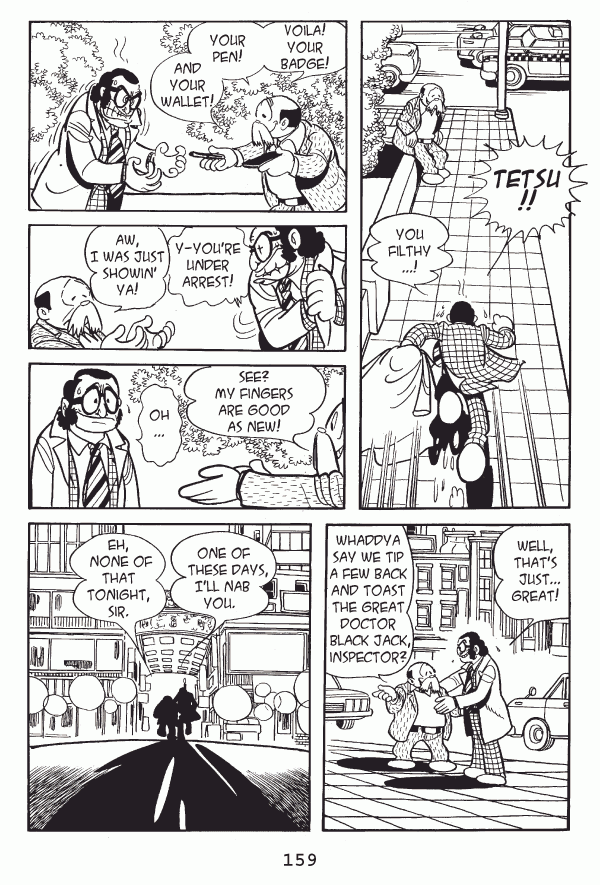 TETSU
!!
YOU
FILTHY
...!
VOILA!
YOUR
BADGE!
YOUR
PEN!
AND
YOUR
WALLET!
Y-YOU'RE
UNDER
ARREST!
AW,
I WAS JUST
SHOWIN'
YA!
SEE?
MY FINGERS
ARE GOOD
AS NEW!
OH
...
WELL,
THAT'S
JUST...
GREAT!
WHADDYA
SAY WE TIP
A FEW BACK
AND TOAST
THE GREAT
DOCTOR
BLACK JACK,
INSPECTOR?
ONE OF
THESE DAYS,
I'LL NAB
YOU.
EH,
NONE OF
THAT
TONIGHT,
SIR.
159